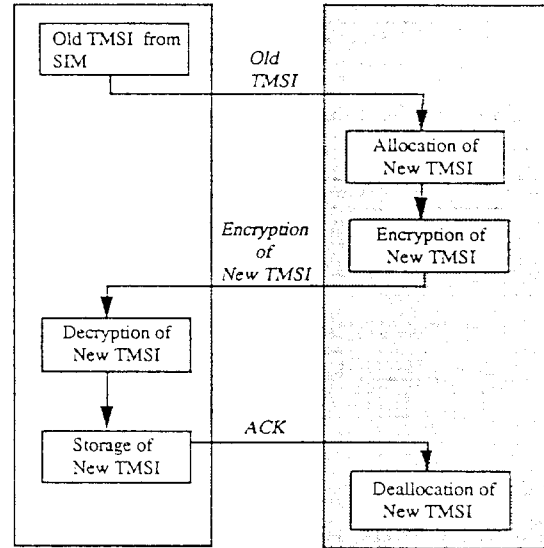 Old TMSI from
SIM
Old
TMSI
Allocation of
New TMSI
Encryption of
New TMSI
Encryption
of
New TMSI
Decryption of
New TMSI
Storage of
New TMSI
ACK
Deallocation of
New TMSI